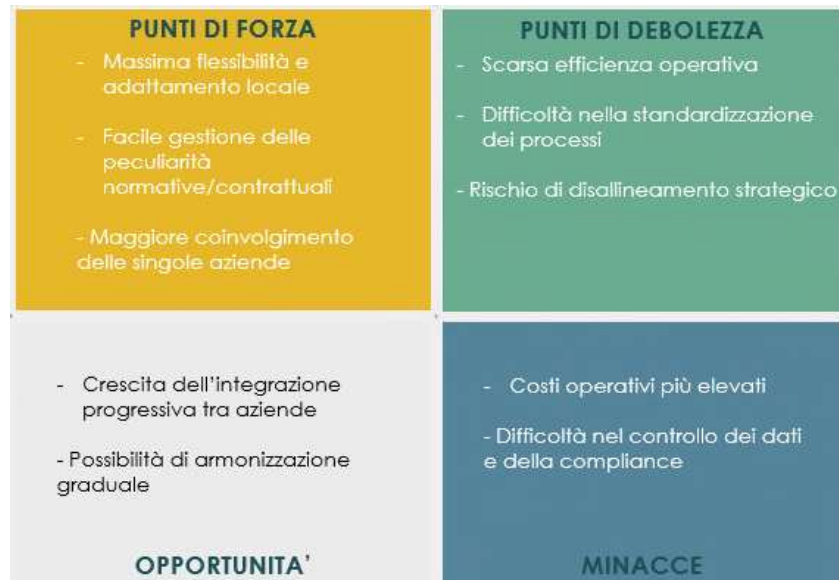 PUNTI DI FORZA
- Massima flessibilità e
adattamento locale
- Facile gestione delle
peculiarità
normative/contrattuali
- Maggiore coinvolgimento
delle singole aziende
PUNTI DI DEBOLEZZA
- Scarsa efficienza operativa
- Difficoltà nella standardizzazione
dei processi
- Rischio di disallineamento strategico
- Crescita dell'integrazione
progressiva tra aziende
- Possibilità di armonizzazione
graduale
OPPORTUNITA'
- Costi operativi più elevati
- Difficoltà nel controllo dei dati
e della compliance
MINACCE